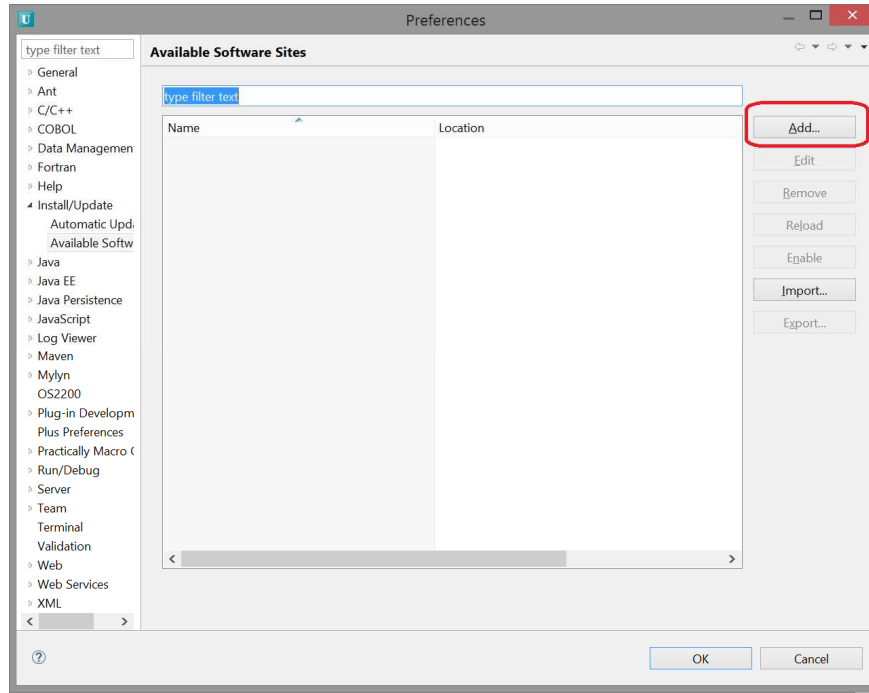 U
Preferences
type filter text
Available Software Sites
General
Ant
C/C++
COBOL
Data Managemen
Fortran
Help
Install/Update
Automatic Upda
Available Softw
Java
Java EE
Java Persistence
JavaScript
Log Viewer
Maven
Mylyn
OS2200
Plug-in Developm
Plus Preferences
Practically Macro (
Run/Debug
Server
Team
Terminal
Validation
Web
Web Services
XML
type filter text
Name Location
Add...
Edit
Remove
Reload
Enable
Import...
Export...
?
OK Cancel